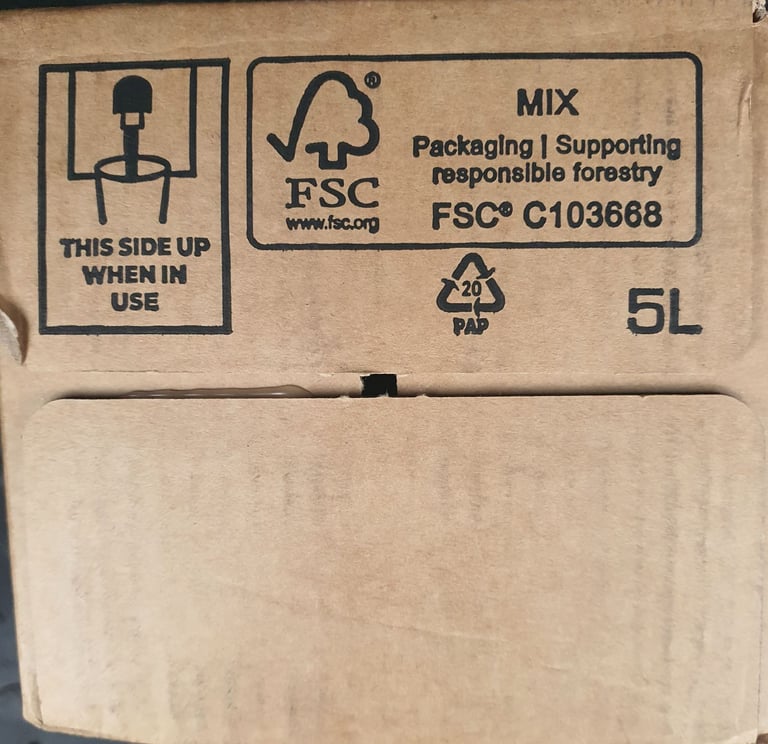 THIS SIDE UP
WHEN IN
USE
®
FSC
www.fsc.org
MIX
Packaging | Supporting
responsible forestry
FSC® C103668
20
PAP
5L